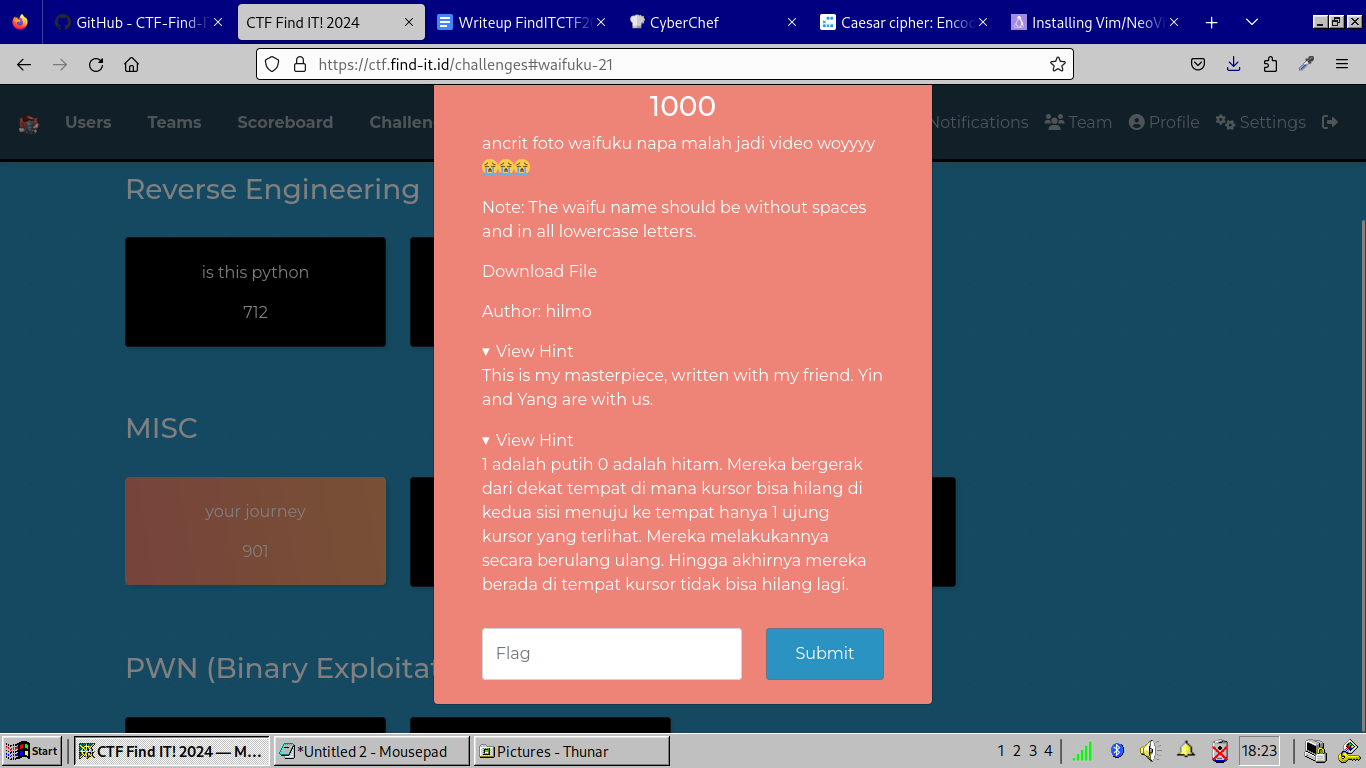 GitHub - CTF-Find-I
CTF Find IT! 2024
Writeup FindITCTF2
CyberChef
Caesar cipher: Encod
Installing Vim/NeoVi
https://ctf.find-it.id/challenges#waifuku-21
Users
Teams
Scoreboard
Challen
Notifications
Team
Profile
Settings
1000
ancrit foto waifuku napa malah jadi video woyyyy
😭😭😭
Note: The waifu name should be without spaces
and in all lowercase letters.
Download File
Author: hilmo
▾ View Hint
This is my masterpiece, written with my friend. Yin
and Yang are with us.
▾ View Hint
1 adalah putih 0 adalah hitam. Mereka bergerak
dari dekat tempat di mana kursor bisa hilang di
kedua sisi menuju ke tempat hanya 1 ujung
kursor yang terlihat. Mereka melakukannya
secara berulang ulang. Hingga akhirnya mereka
berada di tempat kursor tidak bisa hilang lagi.
Flag
Submit
Reverse Engineering
is this python
712
MISC
your journey
901
PWN (Binary Exploitat
Start
CTF Find IT! 2024 — M...
*Untitled 2 - Mousepad
Pictures - Thunar
1 2 3 4
18:23